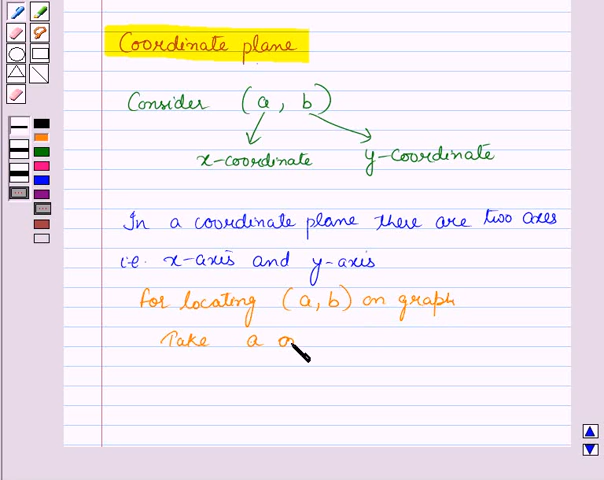 Coordinate plane
Consider (a, b)
x-coordinate y-coordinate
In a coordinate plane there are two axes
i.e. x-axis and y-axis
For locating (a, b) on graph
Take a o